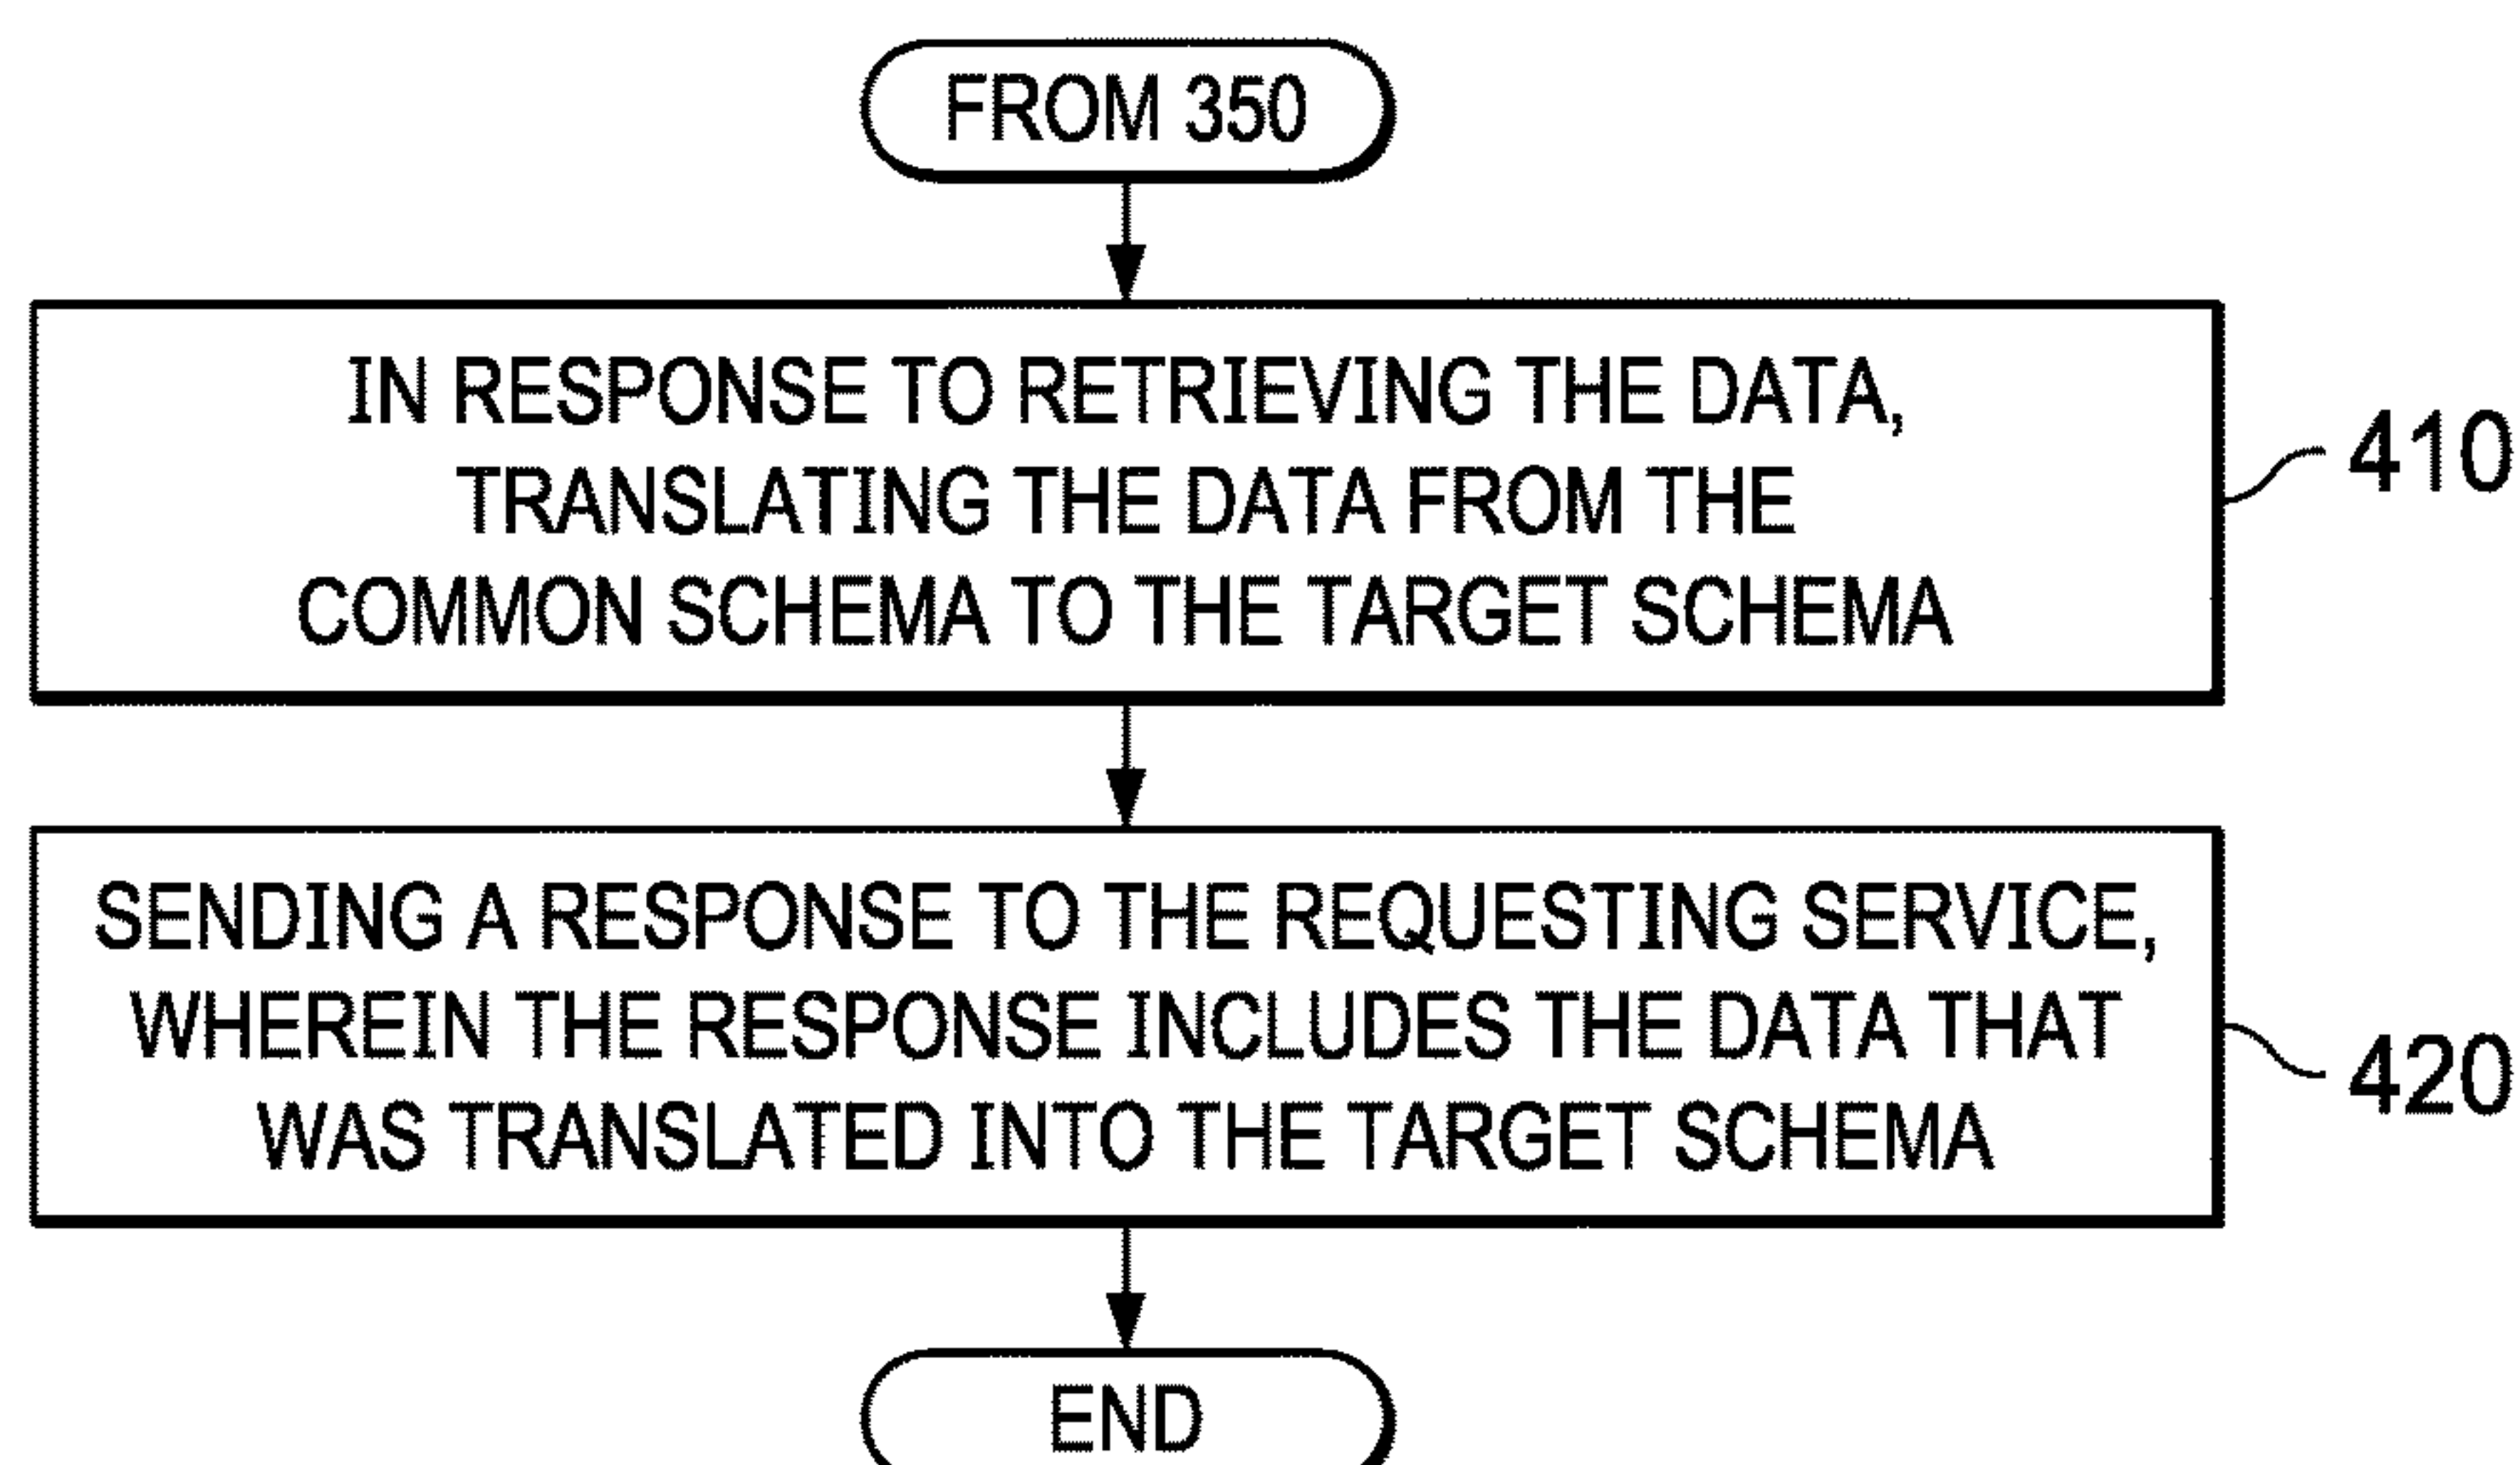 FROM 350
IN RESPONSE TO RETRIEVING THE DATA,
TRANSLATING THE DATA FROM THE
COMMON SCHEMA TO THE TARGET SCHEMA
410
SENDING A RESPONSE TO THE REQUESTING SERVICE,
WHEREIN THE RESPONSE INCLUDES THE DATA THAT
WAS TRANSLATED INTO THE TARGET SCHEMA
420
END